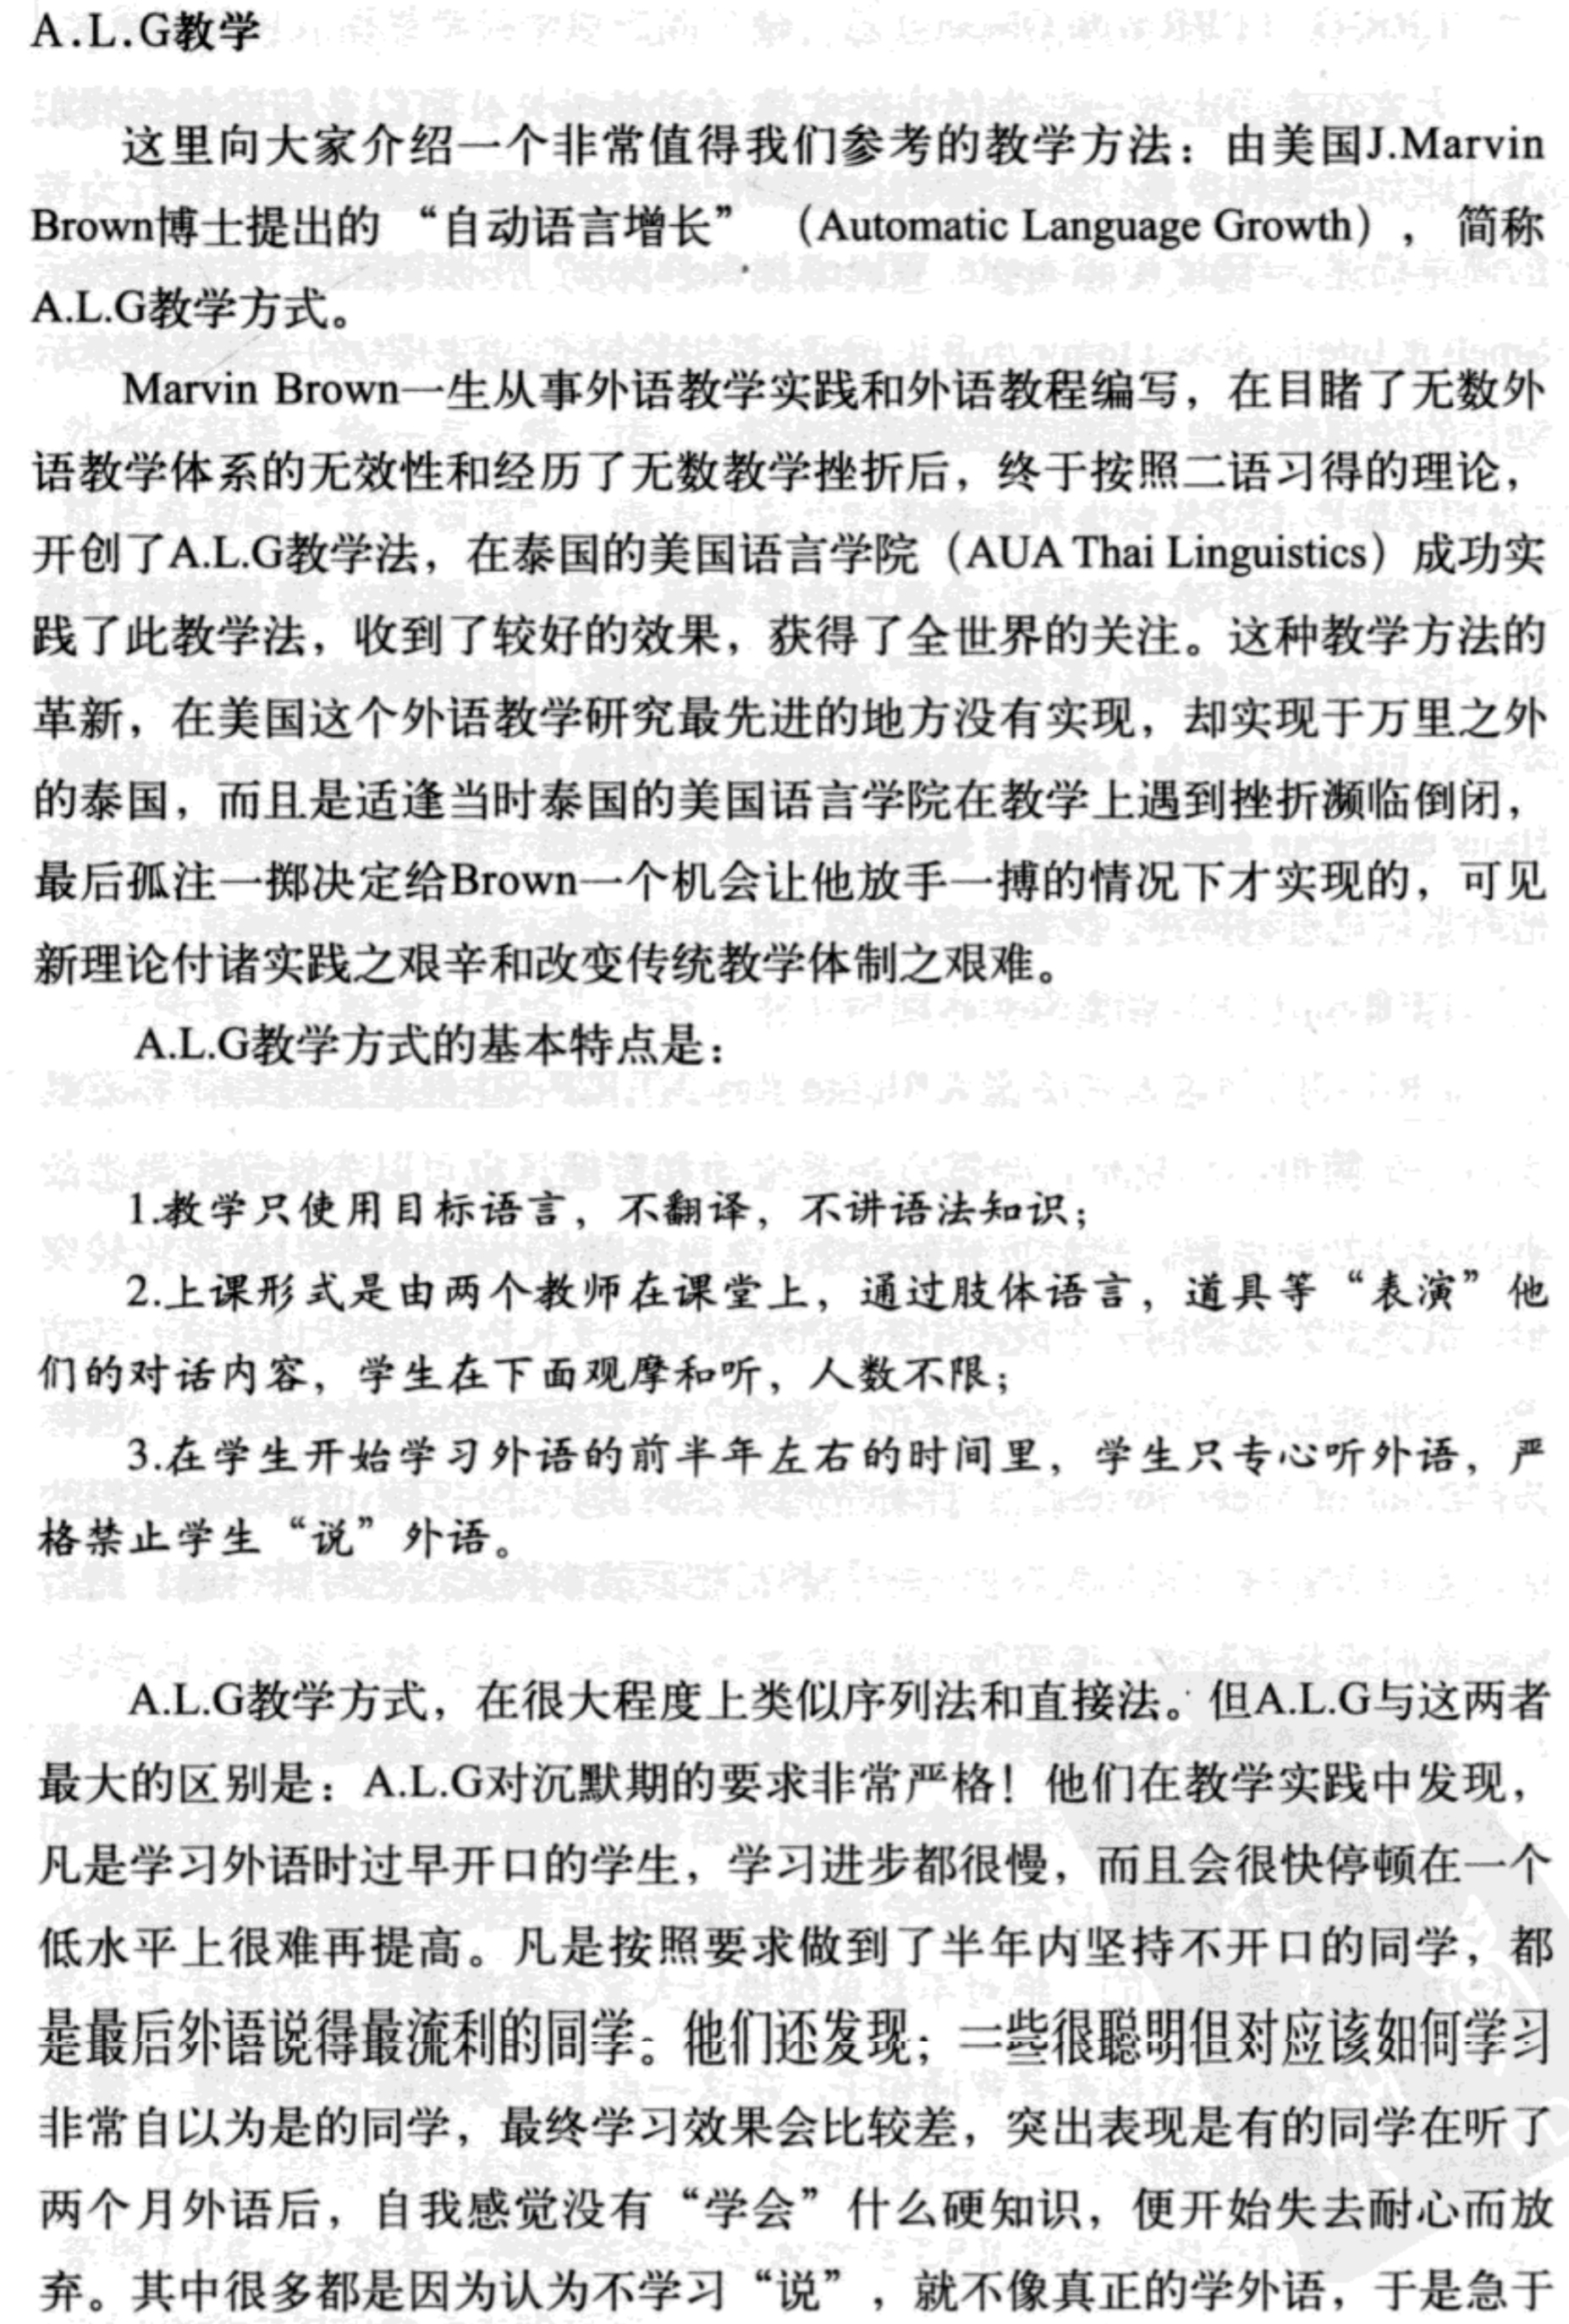 A.L.G教学
这里向大家介绍一个非常值得我们参考的教学方法：由美国J.Marvin
Brown博士提出的 “自动语言增长” （Automatic Language Growth）， 简称
A.L.G教学方式。
Marvin Brown一生从事外语教学实践和外语教程编写，在目睹了无数外
语教学体系的无效性和经历了无数教学挫折后，终于按照二语习得的理论，
开创了A.L.G教学法，在泰国的美国语言学院（AUA Thai Linguistics）成功实
践了此教学法，收到了较好的效果，获得了全世界的关注。这种教学方法的
革新，在美国这个外语教学研究最先进的地方没有实现，却实现于万里之外
的泰国，而且是适逢当时泰国的美国语言学院在教学上遇到挫折濒临倒闭，
最后孤注一掷决定给Brown一个机会让他放手一搏的情况下才实现的，可见
新理论付诸实践之艰辛和改变传统教学体制之艰难。
A.L.G教学方式的基本特点是：
1.教学只使用目标语言，不翻译，不讲语法知识；
2.上课形式是由两个教师在课堂上，通过肢体语言，道具等“表演”他
们的对话内容，学生在下面观摩和听，人数不限；
3.在学生开始学习外语的前半年左右的时间里，学生只专心听外语，严
格禁止学生“说”外语。
A.L.G教学方式，在很大程度上类似序列法和直接法。但A.L.G与这两者
最大的区别是：A.L.G对沉默期的要求非常严格！他们在教学实践中发现，
凡是学习外语时过早开口的学生，学习进步都很慢，而且会很快停顿在一个
低水平上很难再提高。凡是按照要求做到了半年内坚持不开口的同学，都
是最后外语说得最流利的同学。他们还发现；一些很聪明但对应该如何学习
非常自以为是的同学，最终学习效果会比较差，突出表现是有的同学在听了
两个月外语后，自我感觉没有“学会”什么硬知识，便开始失去耐心而放
弃。其中很多都是因为认为不学习“说”，就不像真正的学外语，于是急于